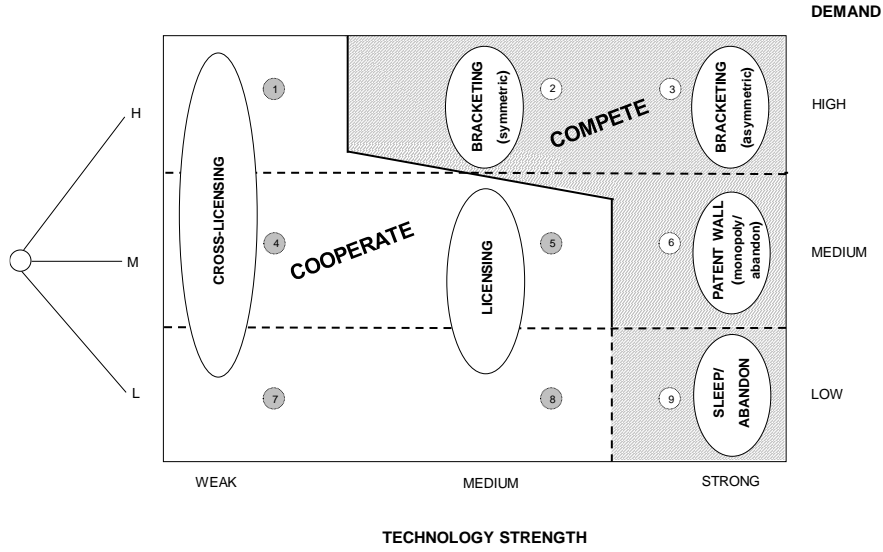 DEMAND
1
2
3
H
BRACKETING
(symmetric)
COMPETE
BRACKETING
(asymmetric)
HIGH
CROSS-LICENSING
4
COOPERATE
5
6
M
LICENSING
PATENT WALL
(monopoly/
abandon)
MEDIUM
7
8
9
L
SLEEP/
ABANDON
LOW
WEAK
MEDIUM
STRONG
TECHNOLOGY STRENGTH